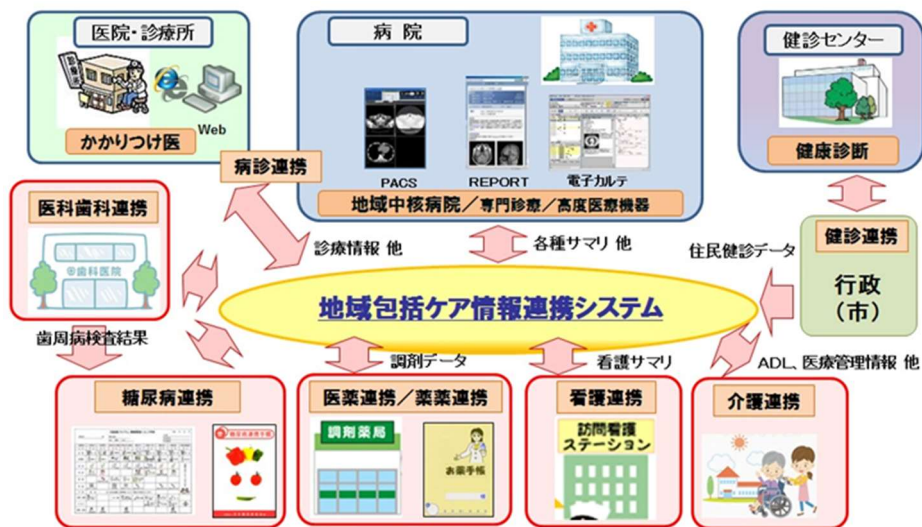 医院・診療所
診療所
Web
かかりつけ医
病 院
PACS
REPORT
電子カルテ
地域中核病院／専門診療／高度医療機器
健診センター
健康診断
病診連携
医科歯科連携
歯科医院
診療情報 他
各種サマリ 他
住民健診データ
健診連携
行政
（市）
地域包括ケア情報連携システム
歯周病検査結果
調剤データ
看護サマリ
ADL、医療管理情報 他
糖尿病連携
医薬連携／薬薬連携
調剤薬局
お薬手帳
看護連携
訪問看護
ステーション
介護連携